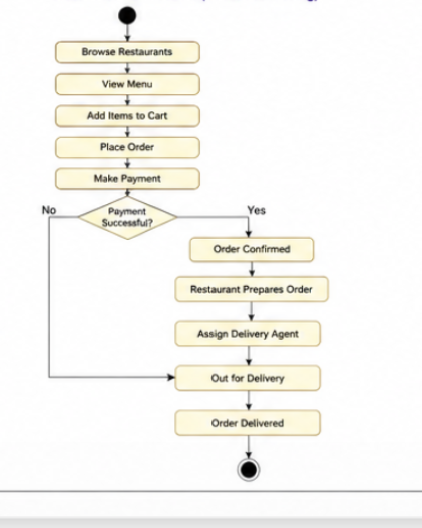 Browse Restaurants
View Menu
Add Items to Cart
Place Order
Make Payment
No
Payment
Successful?
Yes
Order Confirmed
Restaurant Prepares Order
Assign Delivery Agent
Out for Delivery
Order Delivered